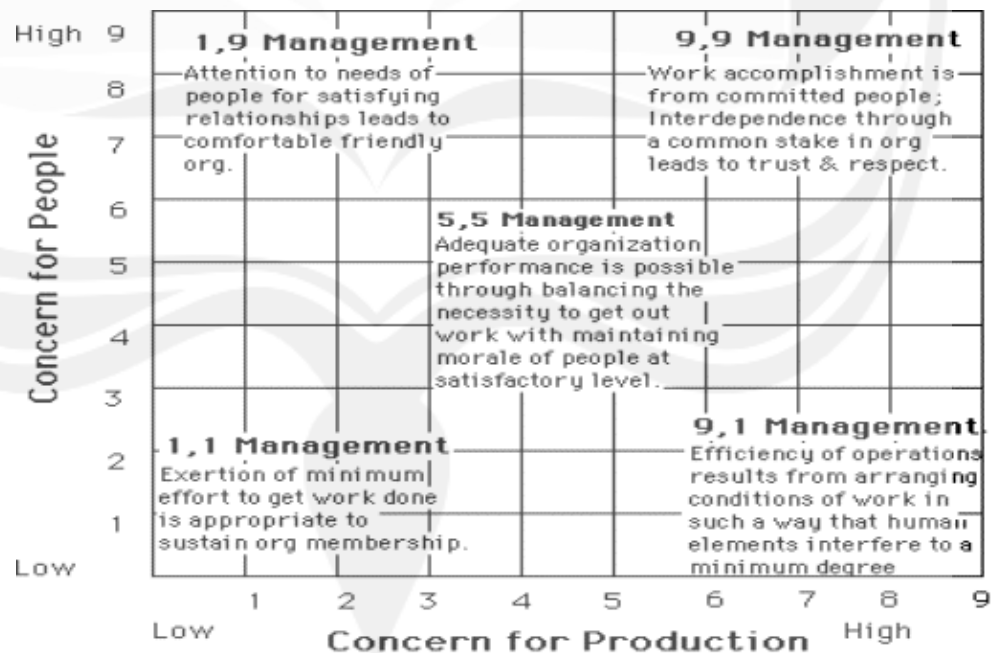 High 9
8
7
6
5
4
3
2
1
Low
Concern for People
1,9 Management
Attention to needs of
people for satisfying
relationships leads to
comfortable friendly
org.
9,9 Management
Work accomplishment is
from committed people;
Interdependence through
a common stake in org
leads to trust & respect.
5,5 Management
Adequate organization
performance is possible
through balancing the
necessity to get out
work with maintaining
morale of people at
satisfactory level.
1,1 Management
Exertion of minimum
effort to get work done
is appropriate to
sustain org membership.
9,1 Management
Efficiency of operations
results from arranging
conditions of work in
such a way that human
elements interfere to a
minimum degree
1 2 3 4 5 6 7 8 9
Low High
Concern for Production